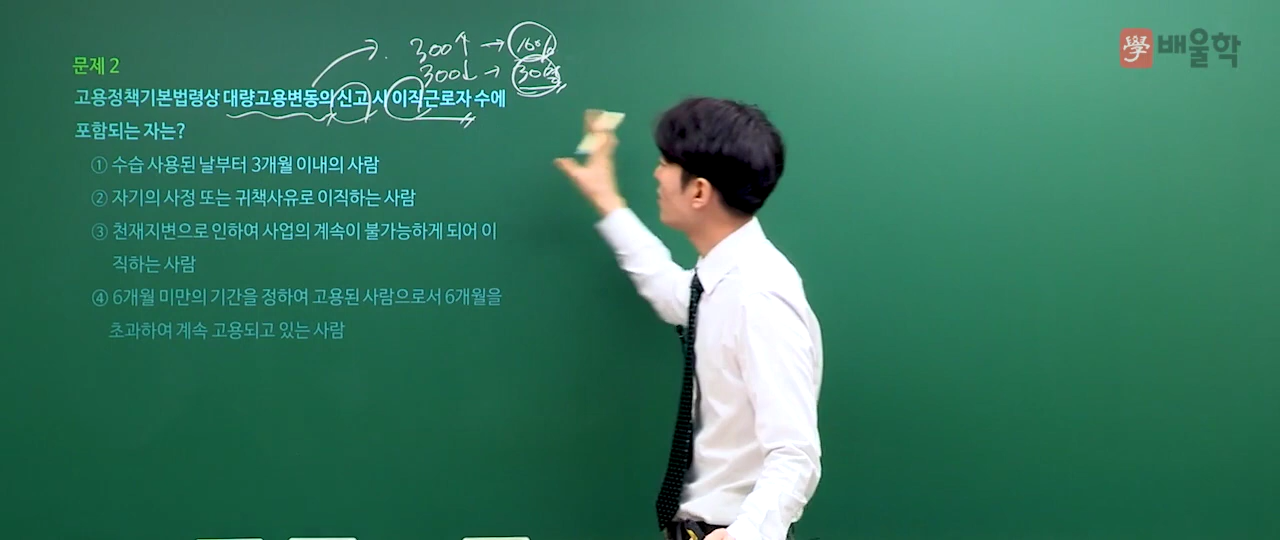 學 배울학
300↑ → 10%
300↓ → 30명
문제 2
고용정책기본법령상 대량고용변동의 신고 시 이직근로자 수에
포함되는 자는?
① 수습 사용된 날부터 3개월 이내의 사람
② 자기의 사정 또는 귀책사유로 이직하는 사람
③ 천재지변으로 인하여 사업의 계속이 불가능하게 되어 이
직하는 사람
④ 6개월 미만의 기간을 정하여 고용된 사람으로서 6개월을
초과하여 계속 고용되고 있는 사람